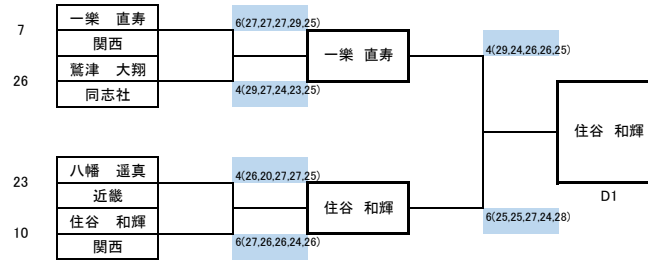 7
一樂　直寿
関西
鷲津　大翔
26
同志社
6(27,27,27,29,25)
4(29,27,24,23,25)
一樂 直寿
4(29,24,26,26,25)
住谷 和輝
D1
23
八幡　遥真
近畿
住谷　和輝
10
関西
4(26,20,27,27,25)
6(27,26,26,24,26)
住谷 和輝
6(25,25,27,24,28)